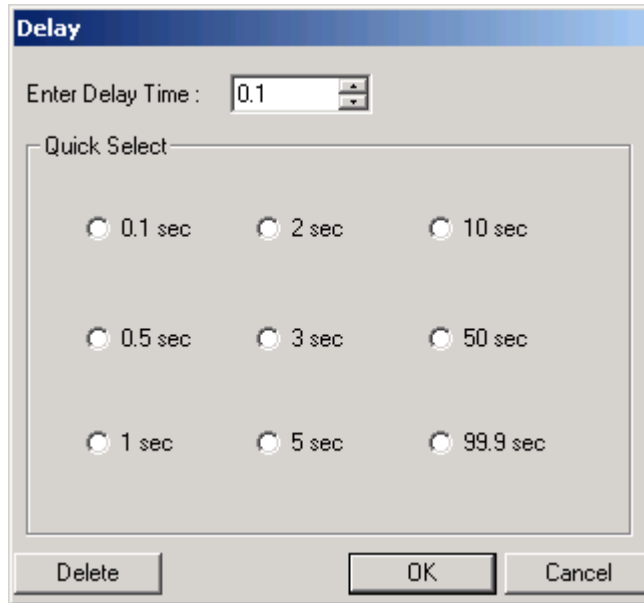 Delay
Enter Delay Time : 0.1
Quick Select
0.1 sec 2 sec 10 sec
0.5 sec 3 sec 50 sec
1 sec 5 sec 99.9 sec
Delete OK Cancel